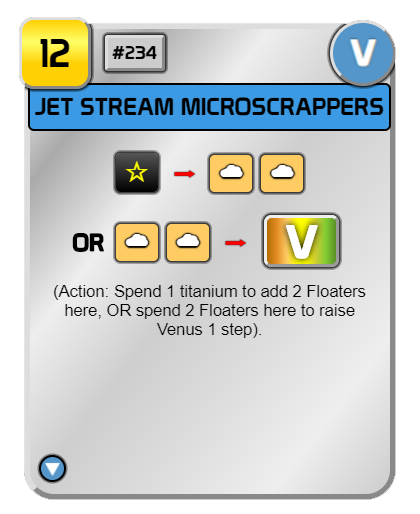 12
#234
V
JET STREAM MICROSCRAPPERS
OR
V
(Action: Spend 1 titanium to add 2 Floaters
here, OR spend 2 Floaters here to raise
Venus 1 step).